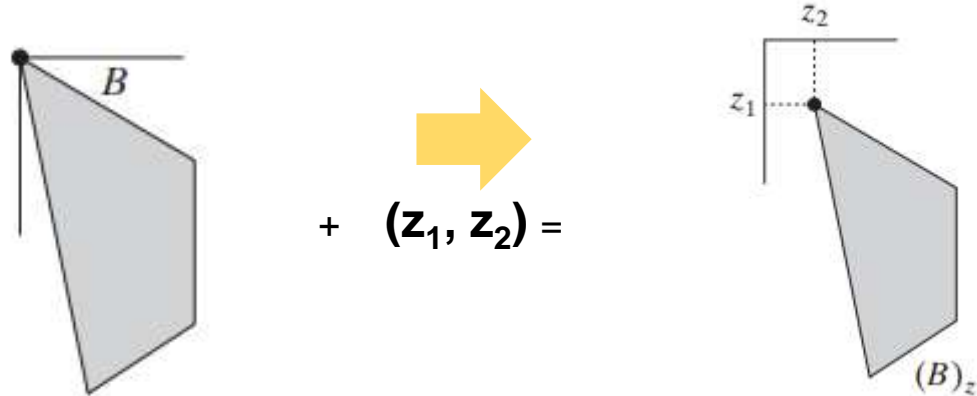 B
+ (z₁, z₂) =
z₂
z₁
(B)z